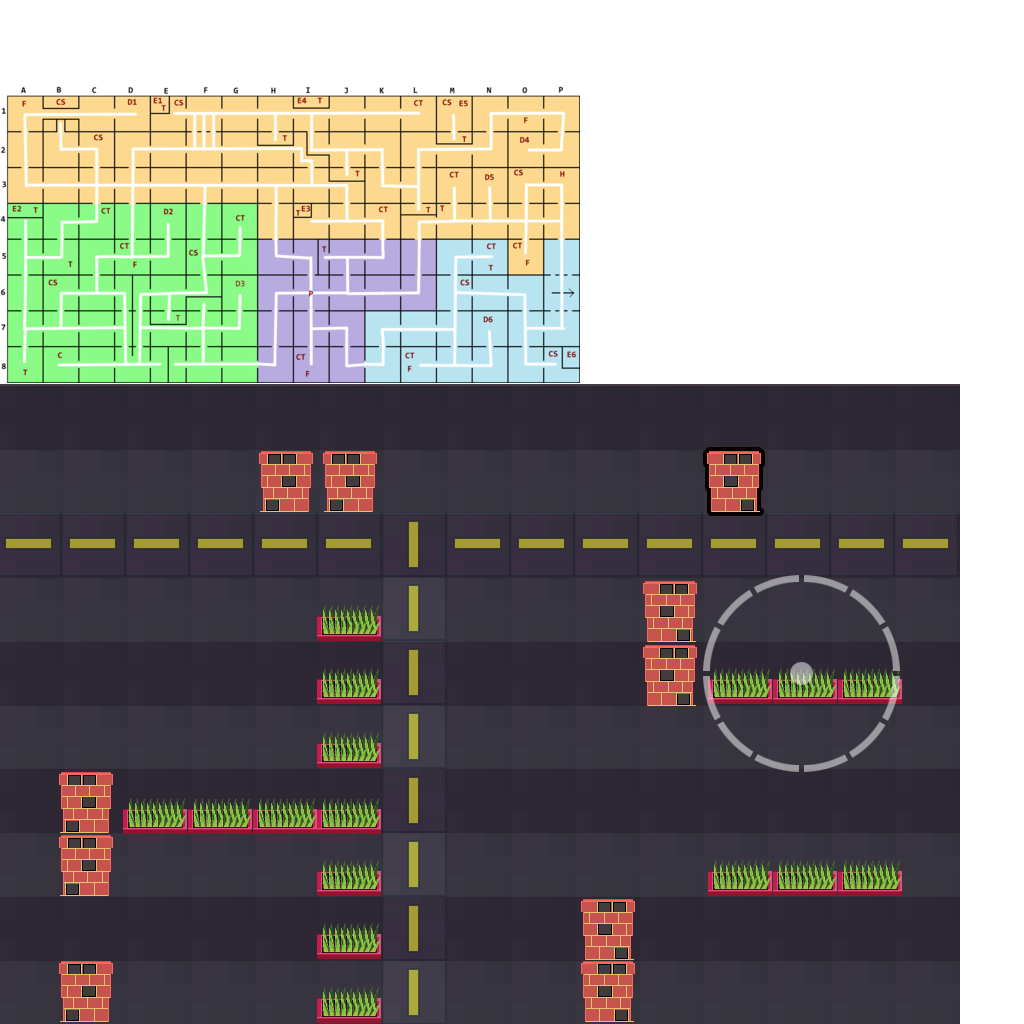 A B C D E F G H I J K L M N O P
1 F CS D1 E1 T CS E4 T CT CS E5 F
2 CS T T D4
3 T CT D5 CS H
4 E2 T CT D2 CT T E3 CT T T
5 T CT F CS T CT T CT F
6 CS D3 P CS
7 T D6
8 T C CT F CT F CS E6